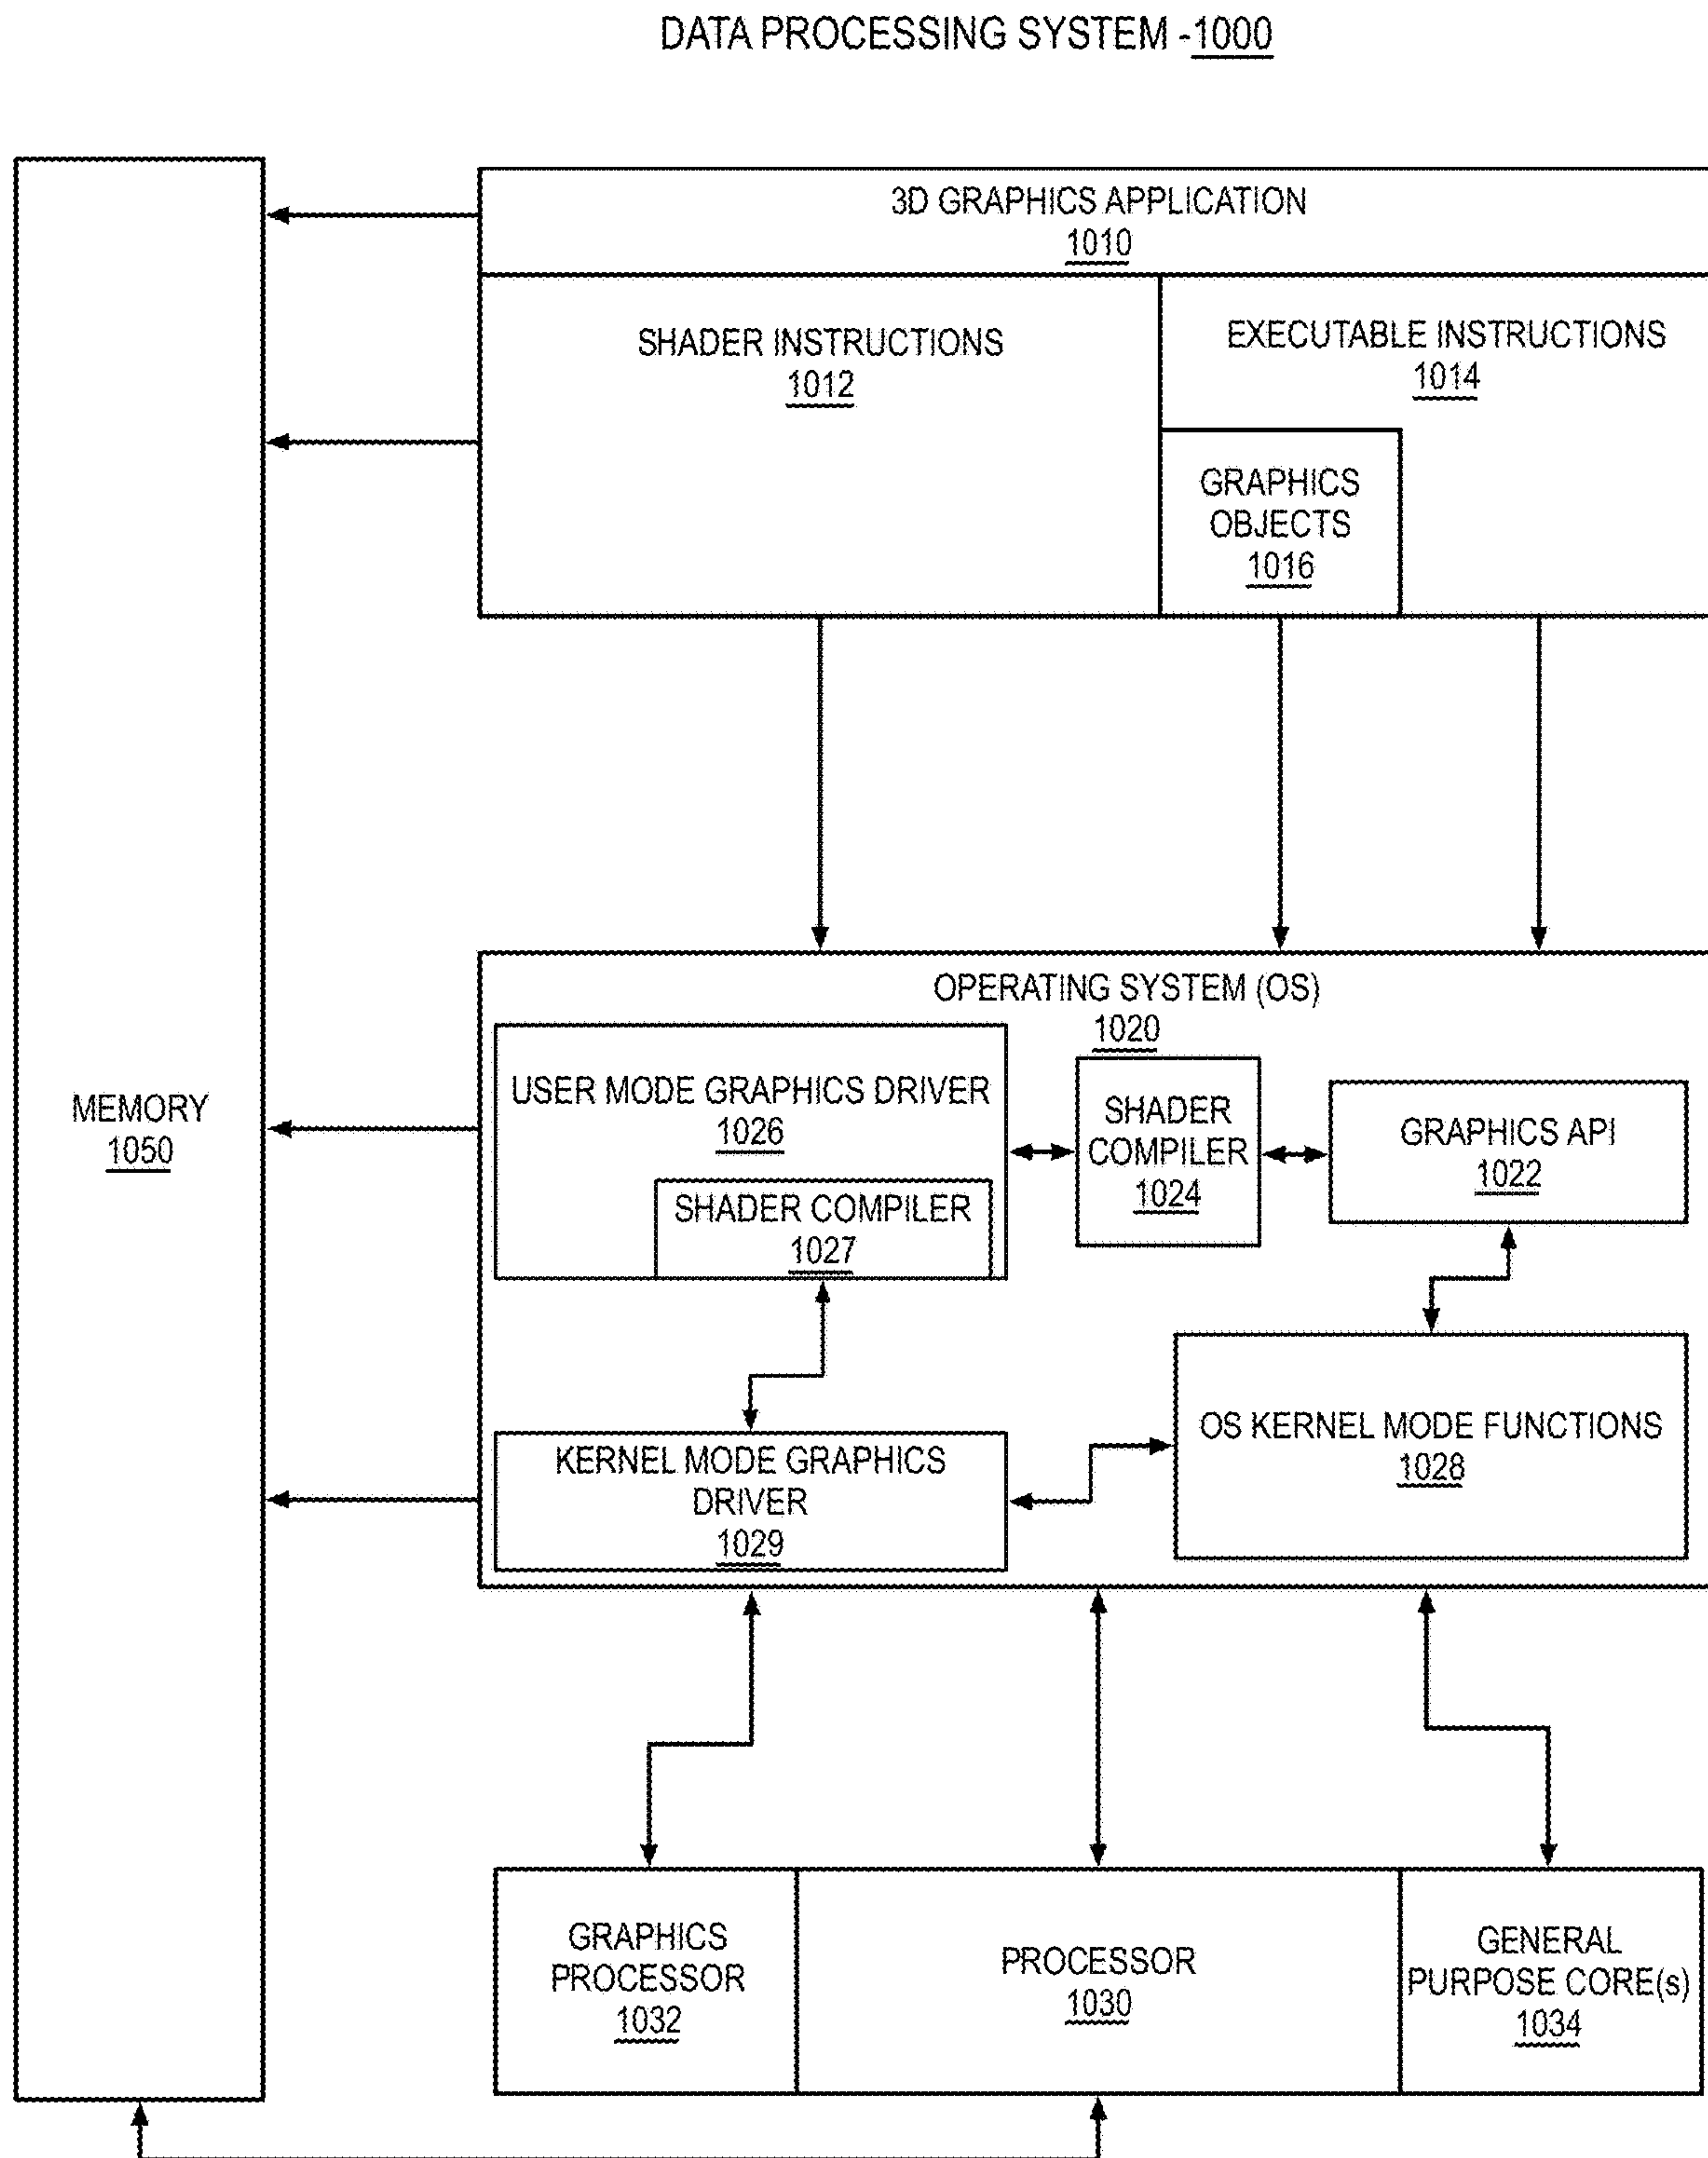 DATA PROCESSING SYSTEM -1000
3D GRAPHICS APPLICATION
1010
SHADER INSTRUCTIONS
1012
EXECUTABLE INSTRUCTIONS
1014
GRAPHICS
OBJECTS
1016
OPERATING SYSTEM (OS)
1020
USER MODE GRAPHICS DRIVER
1026
SHADER COMPILER
1027
SHADER
COMPILER
1024
GRAPHICS API
1022
MEMORY
1050
KERNEL MODE GRAPHICS
DRIVER
1029
OS KERNEL MODE FUNCTIONS
1028
GRAPHICS
PROCESSOR
1032
PROCESSOR
1030
GENERAL
PURPOSE CORE(s)
1034